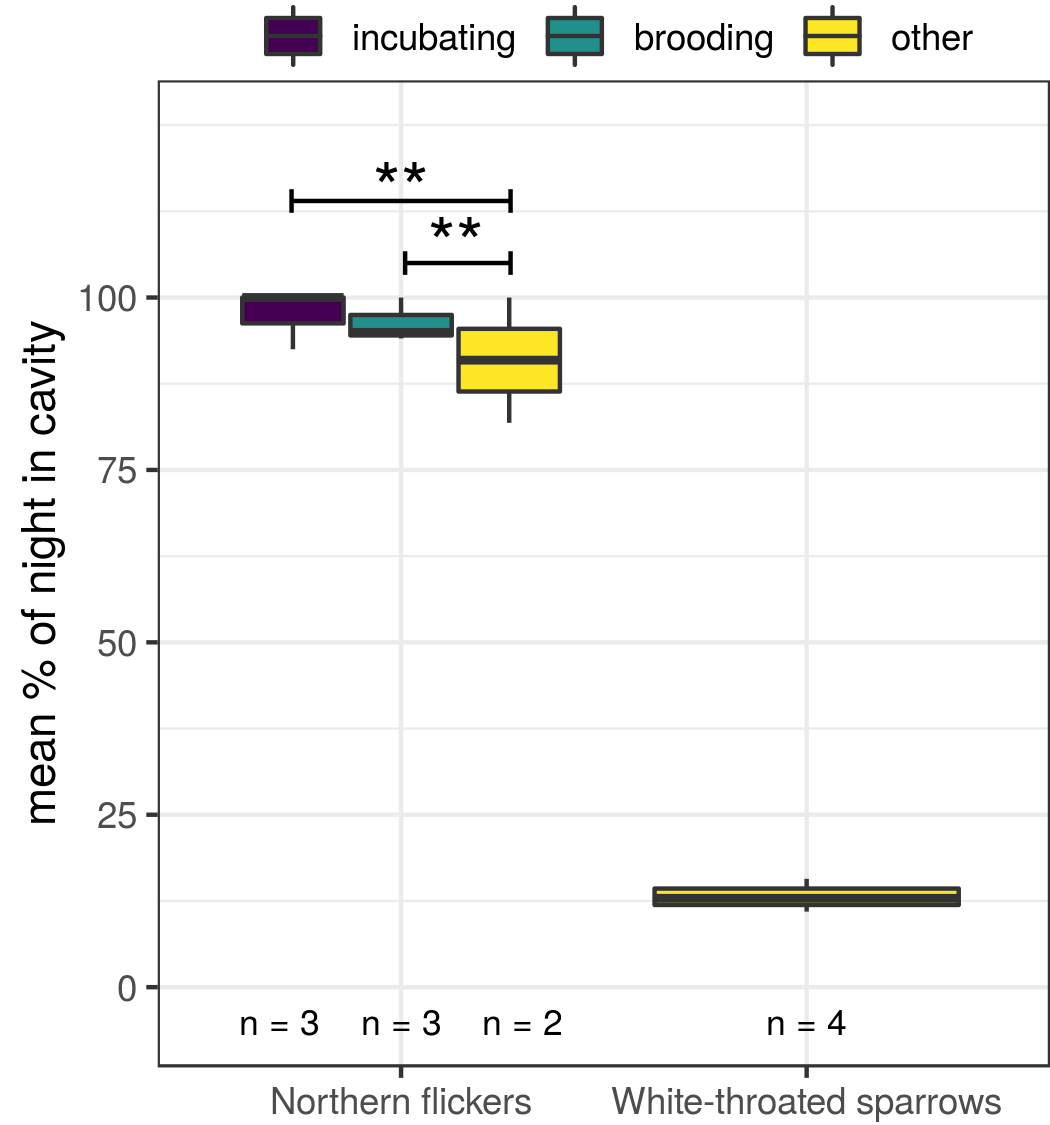 incubating brooding other
**
**
mean % of night in cavity
100
75
50
25
0
n = 3 n = 3 n = 2 n = 4
Northern flickers White-throated sparrows